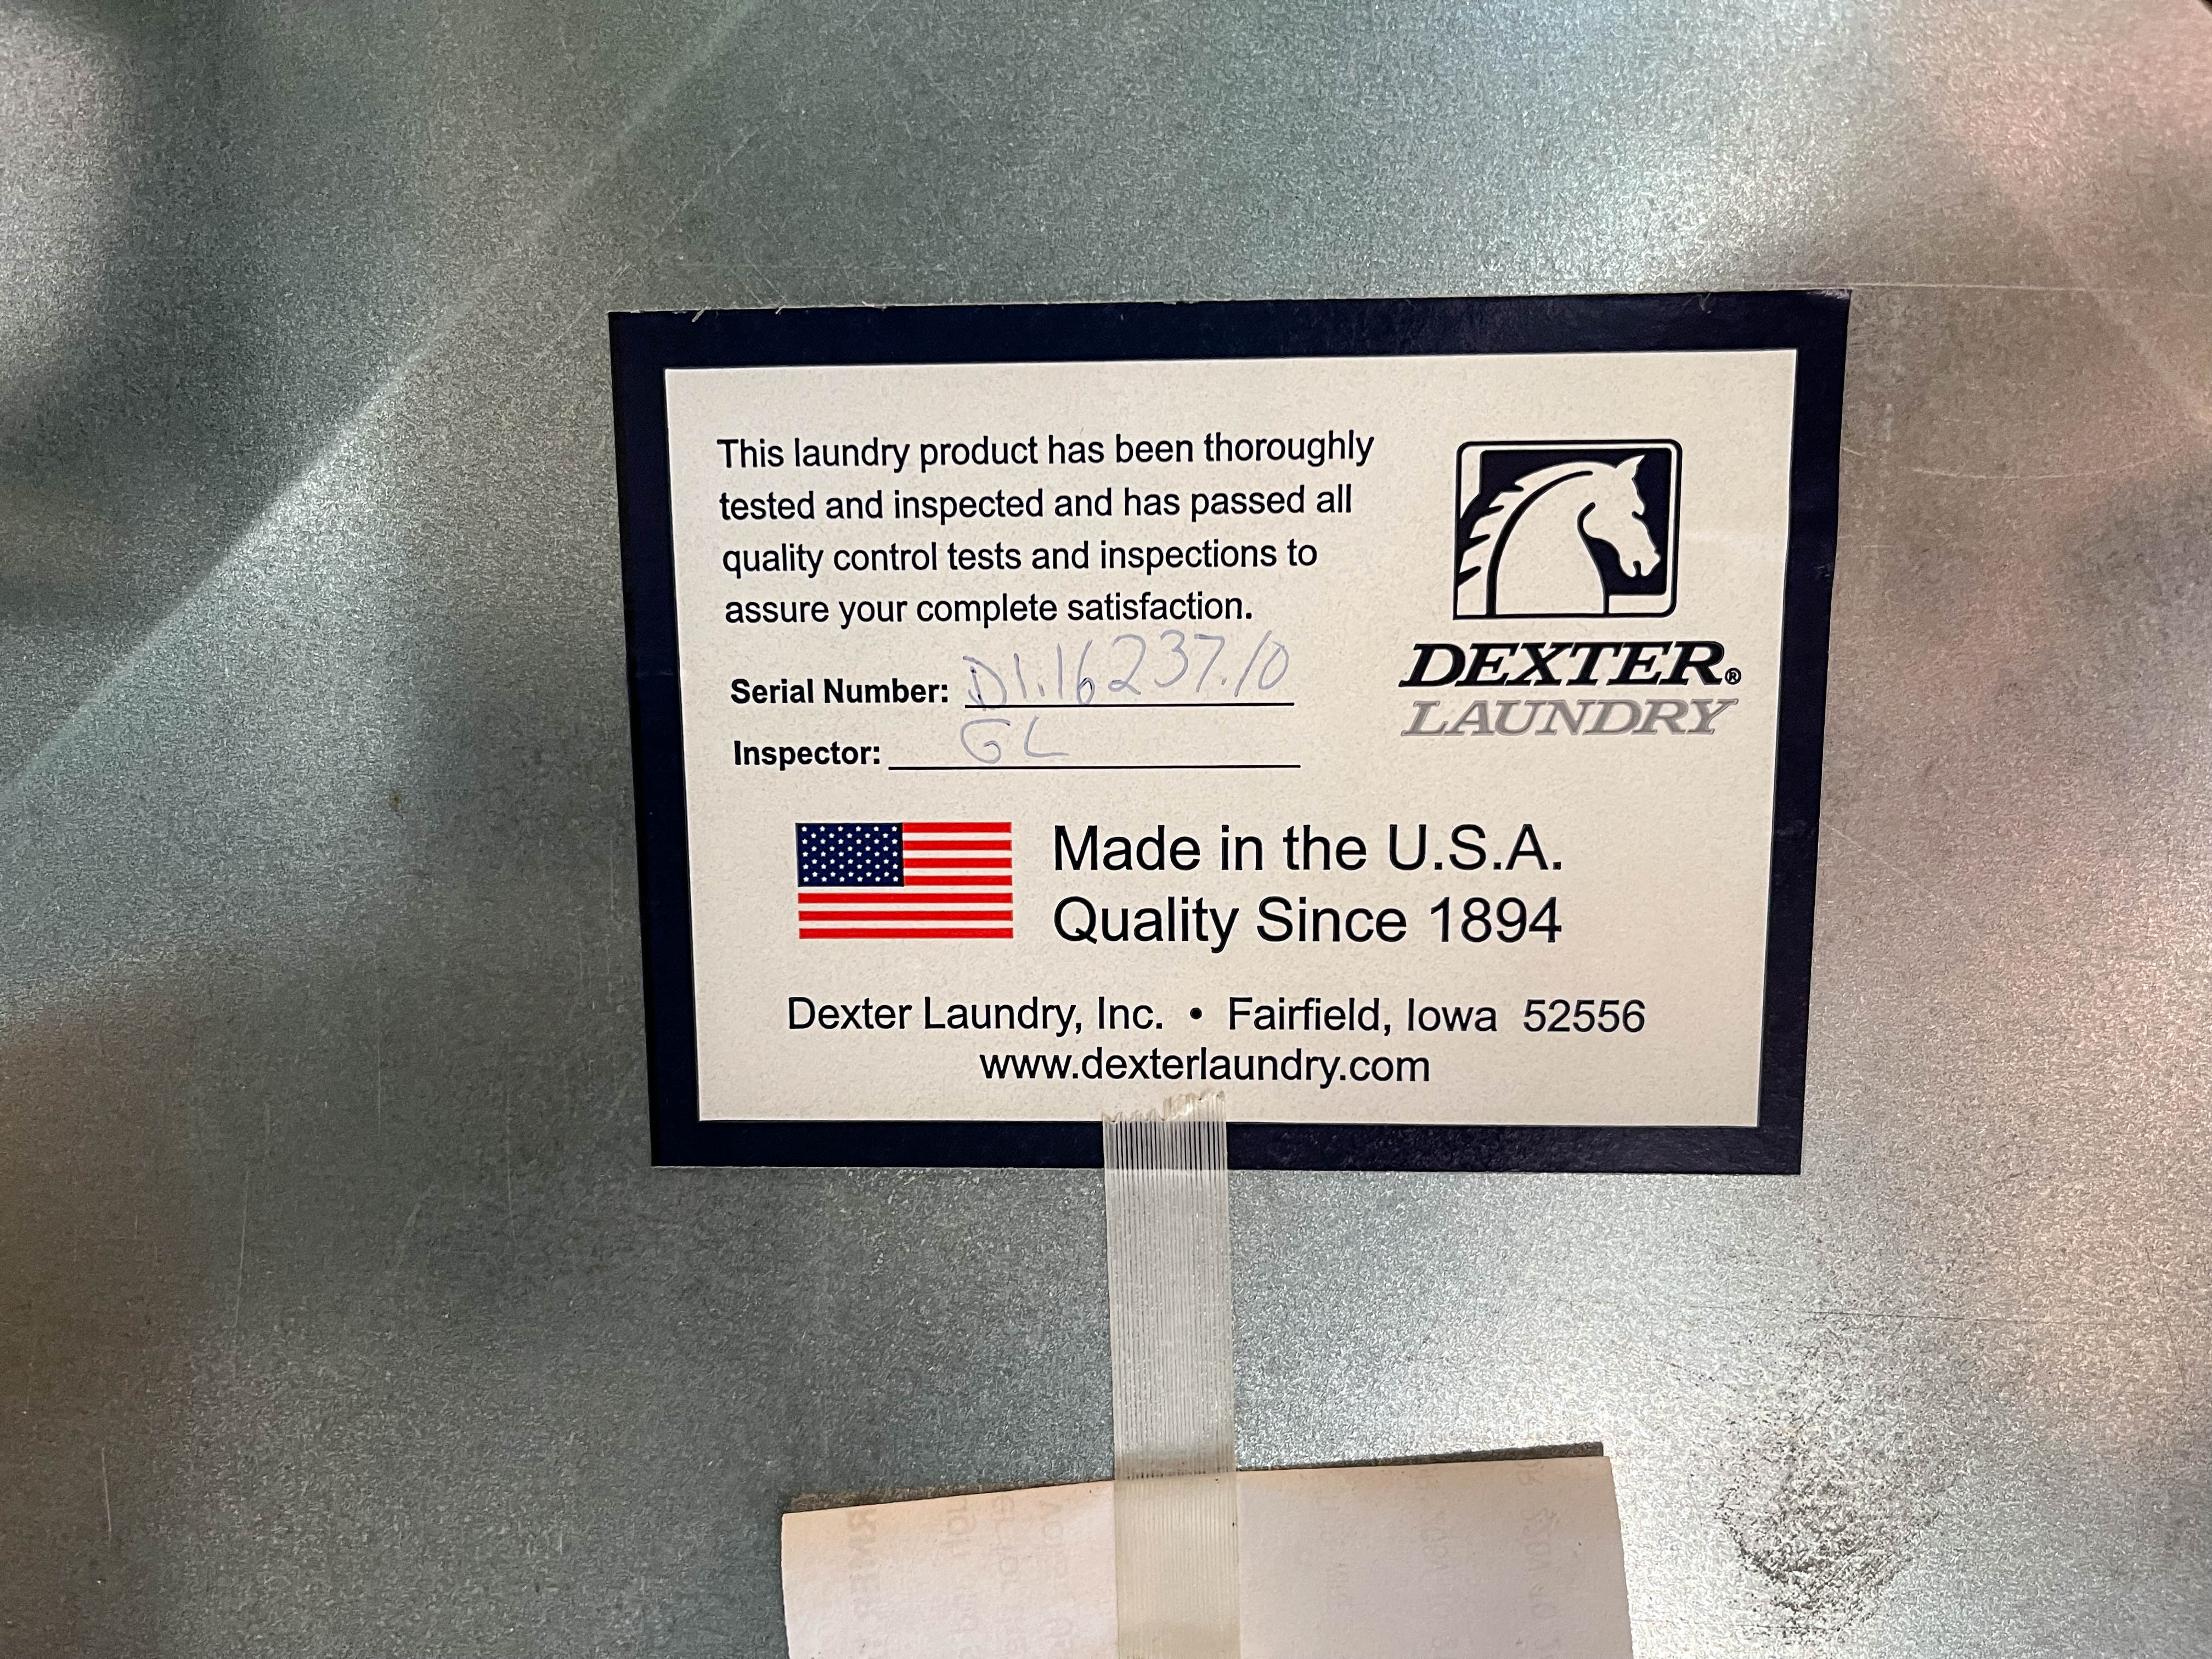 This laundry product has been thoroughly
tested and inspected and has passed all
quality control tests and inspections to
assure your complete satisfaction.
Serial Number: D1.16237.10
Inspector: GL
DEXTER®
LAUNDRY
Made in the U.S.A.
Quality Since 1894
Dexter Laundry, Inc. • Fairfield, Iowa 52556
www.dexterlaundry.com